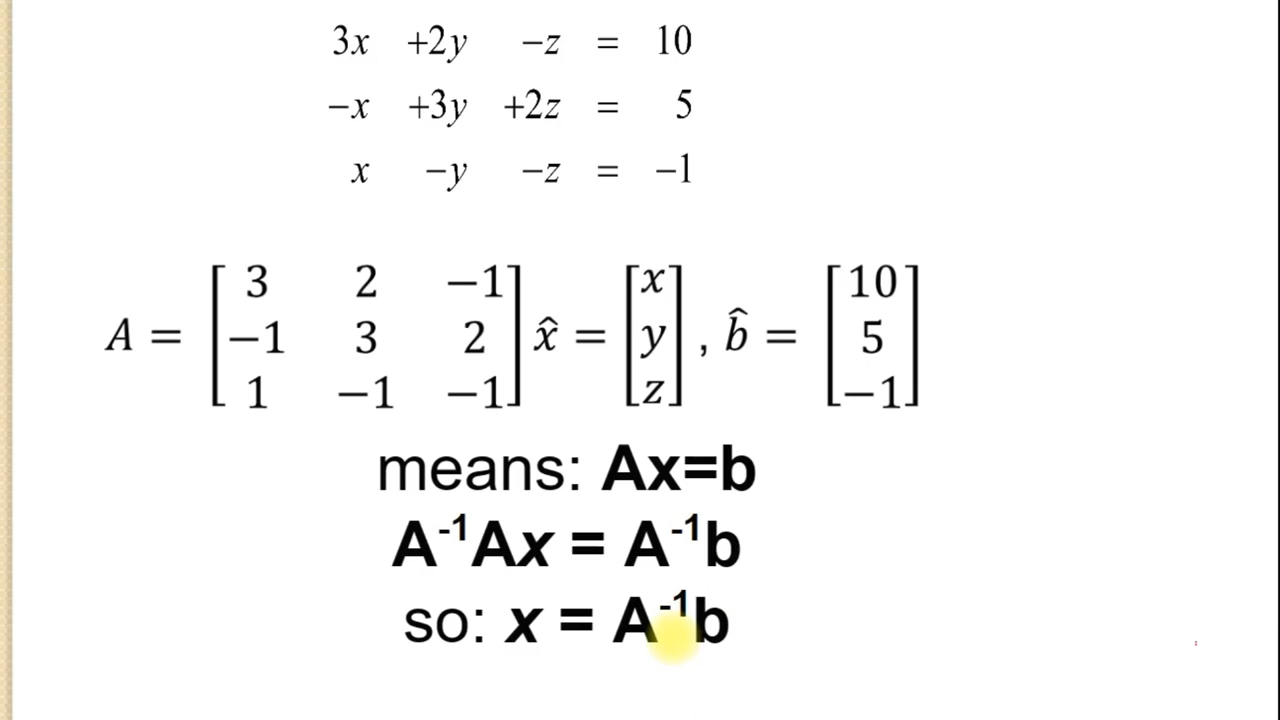 3x +2y −z = 10
−x +3y +2z = 5
x −y −z = −1
A = [3 2 −1; −1 3 2; 1 −1 −1] x̂ = [x; y; z], b̂ = [10; 5; −1]
means: Ax=b
A⁻¹Ax = A⁻¹b
so: x = A⁻¹b